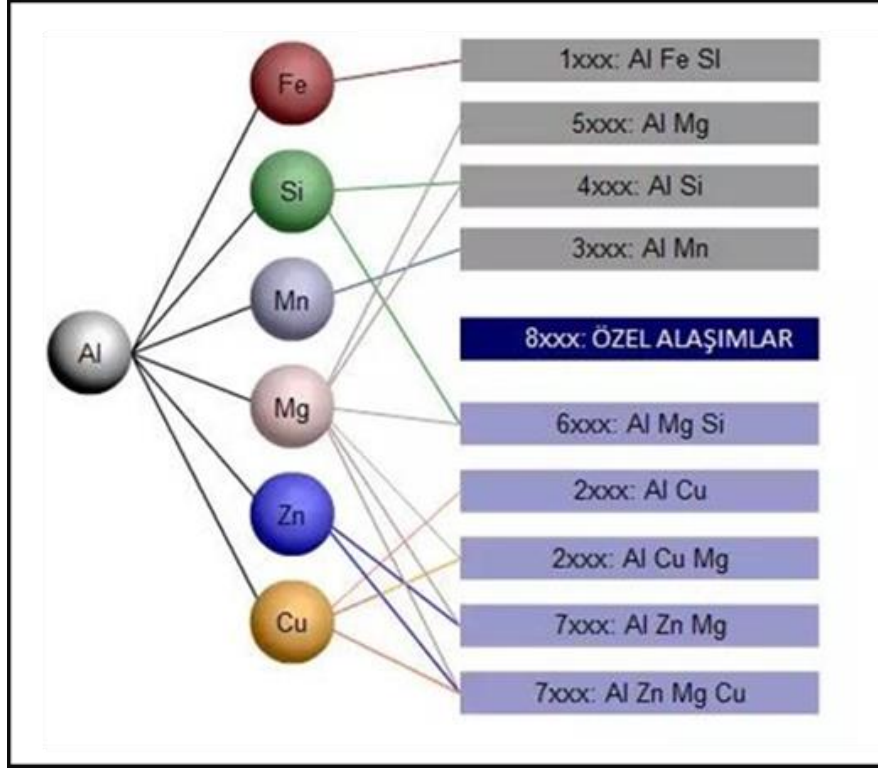 Al
Fe
Si
Mn
Mg
Zn
Cu
1xxx: Al Fe SI
5xxx: Al Mg
4xxx: Al Si
3xxx: Al Mn
8xxx: ÖZEL ALAŞIMLAR
6xxx: Al Mg Si
2xxx: Al Cu
2xxx: Al Cu Mg
7xxx: Al Zn Mg
7xxx: Al Zn Mg Cu